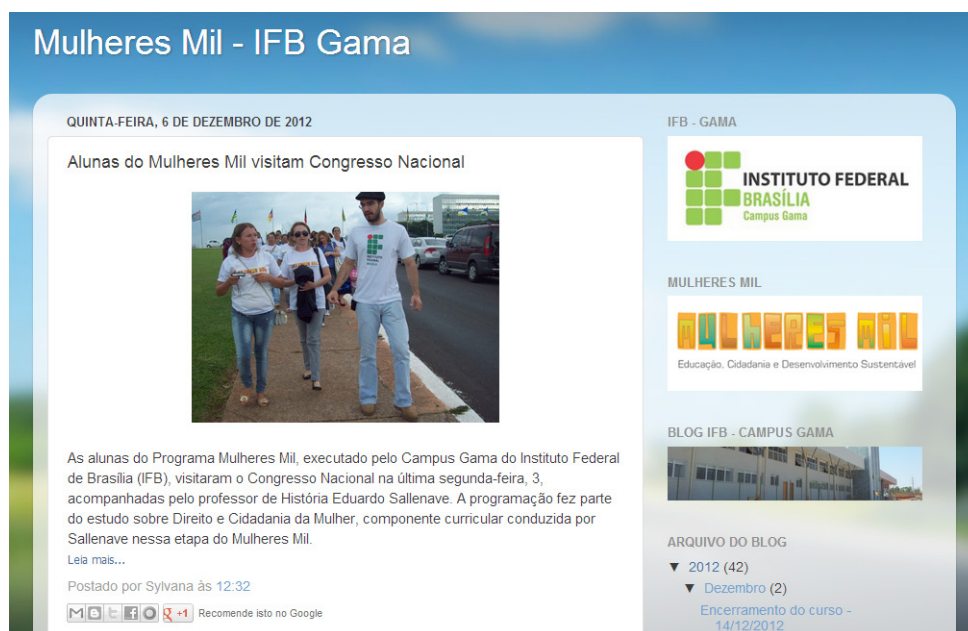 Mulheres Mil - IFB Gama
QUINTA-FEIRA, 6 DE DEZEMBRO DE 2012
Alunas do Mulheres Mil visitam Congresso Nacional
As alunas do Programa Mulheres Mil, executado pelo Campus Gama do Instituto Federal
de Brasília (IFB), visitaram o Congresso Nacional na última segunda-feira, 3,
acompanhadas pelo professor de História Eduardo Sallenave. A programação fez parte
do estudo sobre Direito e Cidadania da Mulher, componente curricular conduzida por
Sallenave nessa etapa do Mulheres Mil.
Leia mais...
Postado por Sylvana às 12:32
+1 Recomende isto no Google
IFB - GAMA
INSTITUTO FEDERAL
BRASÍLIA
Campus Gama
MULHERES MIL
MULHERES MIL
Educação, Cidadania e Desenvolvimento Sustentável
BLOG IFB - CAMPUS GAMA
ARQUIVO DO BLOG
▼ 2012 (42)
▼ Dezembro (2)
Encerramento do curso -
14/12/2012